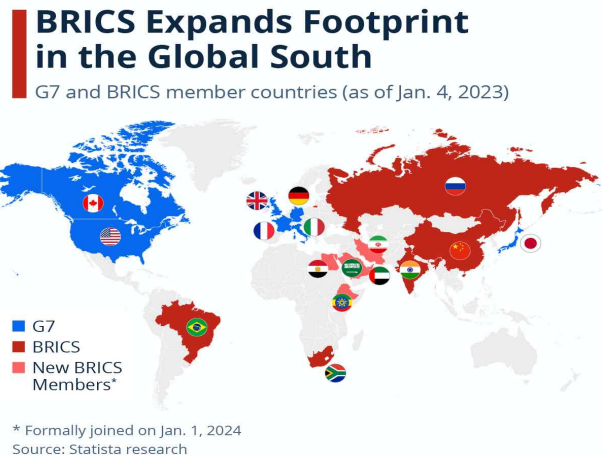 BRICS Expands Footprint
in the Global South
G7 and BRICS member countries (as of Jan. 4, 2023)
G7
BRICS
New BRICS
Members*
* Formally joined on Jan. 1, 2024
Source: Statista research